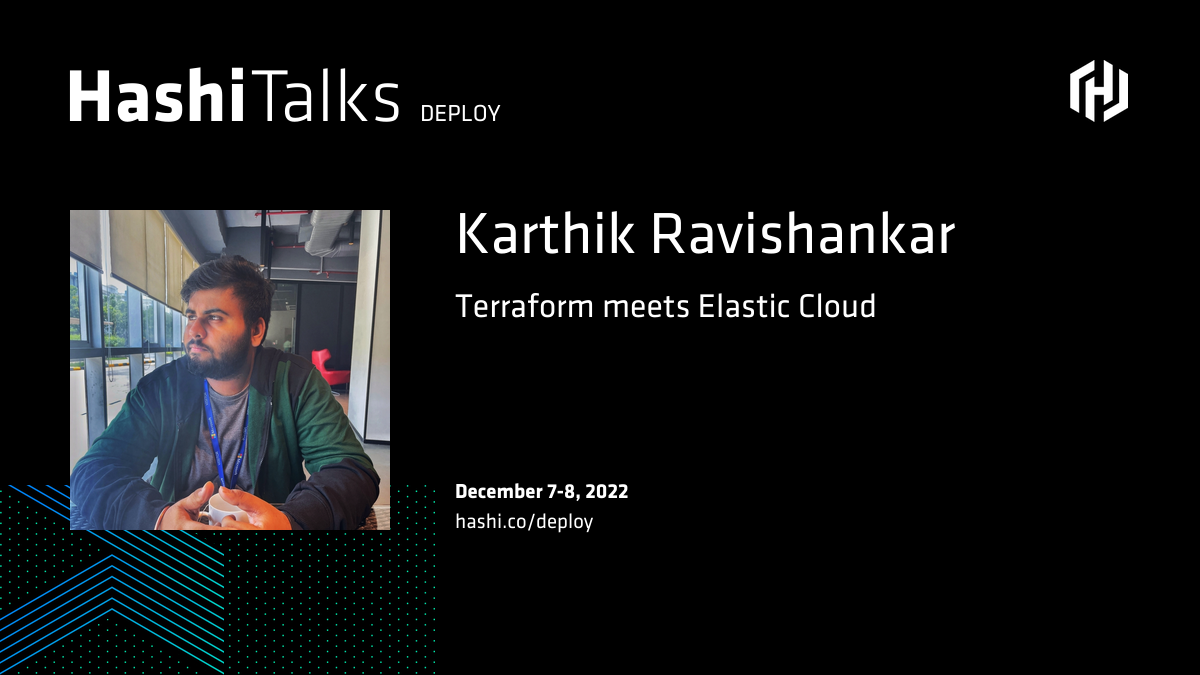 HashiTalks DEPLOY
Karthik Ravishankar
Terraform meets Elastic Cloud
December 7-8, 2022
hashi.co/deploy